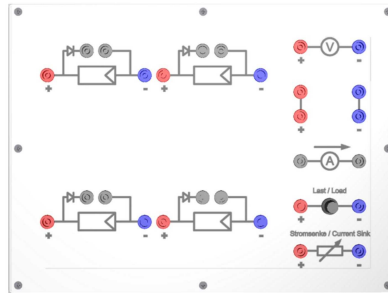 + - + -
V
+ -
A
Last / Load
+ -
+ - + -
Stromsenke / Current Sink
+ -